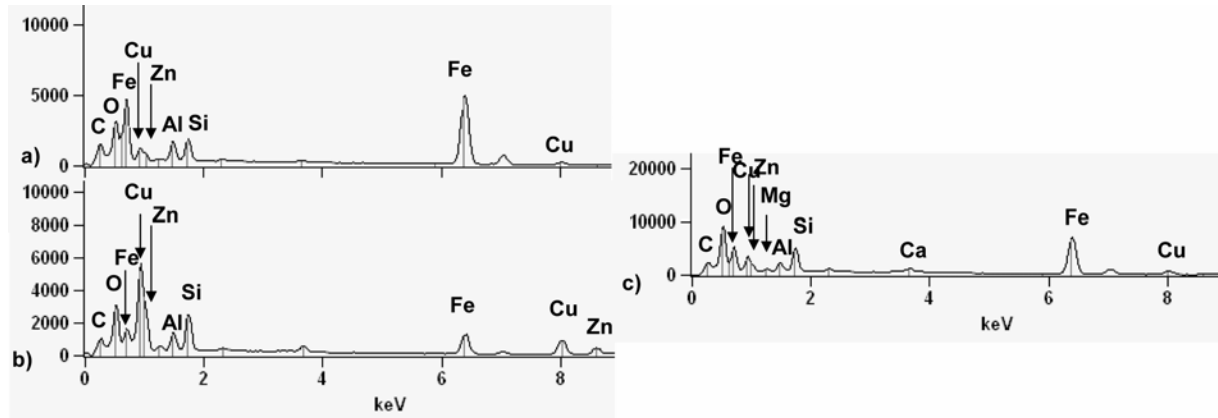 10000
Cu
Zn
Fe
Fe
5000
O
C
Al
Si
Cu
a)
0
10000
Cu
8000
Zn
6000
Fe
4000
O
Si
Fe
Cu
2000
C
Al
Zn
b)
0
0 2 4 6 8
keV
20000
Fe
Cu
Zn
Mg
O
Si
Fe
10000
C
Al
Ca
Cu
c)
0
0 2 4 6 8
keV